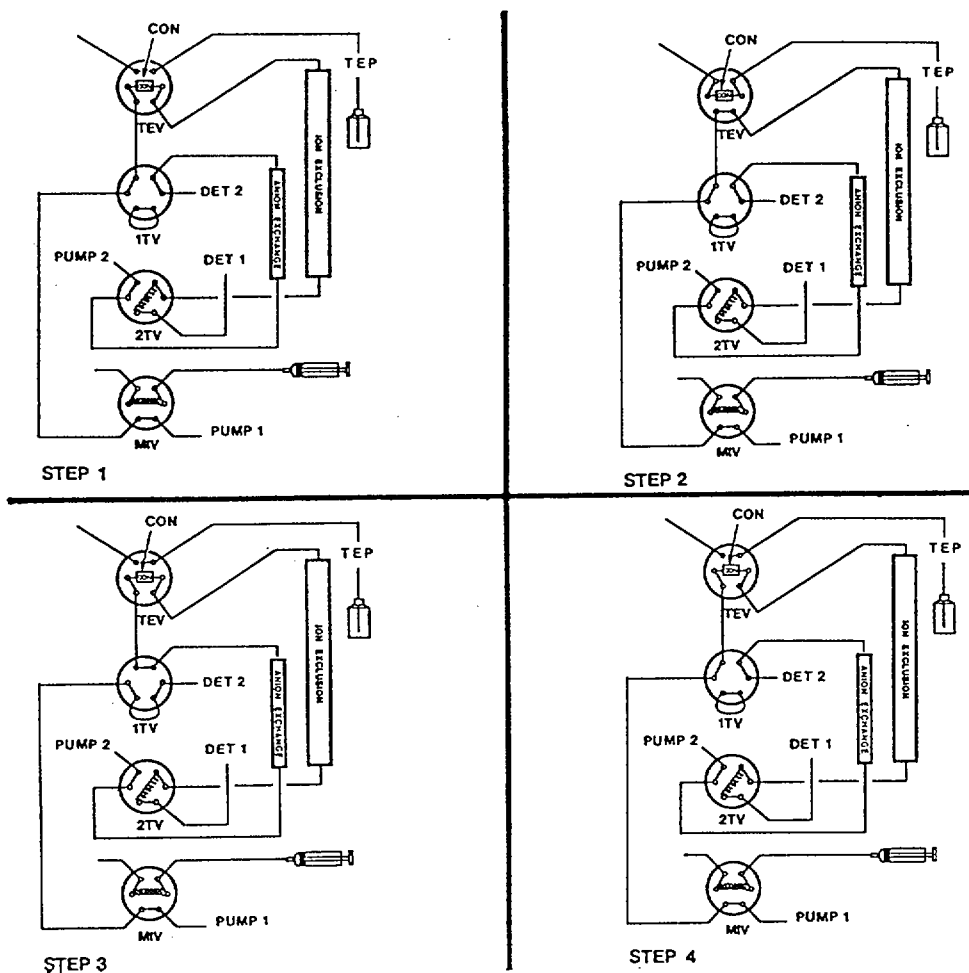 CON
TEP
TEV
ION EXCLUSION
ANION EXCHANGE
DET 2
1TV
PUMP 2
DET 1
2TV
MIV
PUMP 1
STEP 1
CON
TEP
TEV
ION EXCLUSION
ANION EXCHANGE
DET 2
1TV
PUMP 2
DET 1
2TV
MIV
PUMP 1
STEP 2
CON
TEP
TEV
ION EXCLUSION
ANION EXCHANGE
DET 2
1TV
PUMP 2
DET 1
2TV
MIV
PUMP 1
STEP 3
CON
TEP
TEV
ION EXCLUSION
ANION EXCHANGE
DET 2
1TV
PUMP 2
DET 1
2TV
MIV
PUMP 1
STEP 4